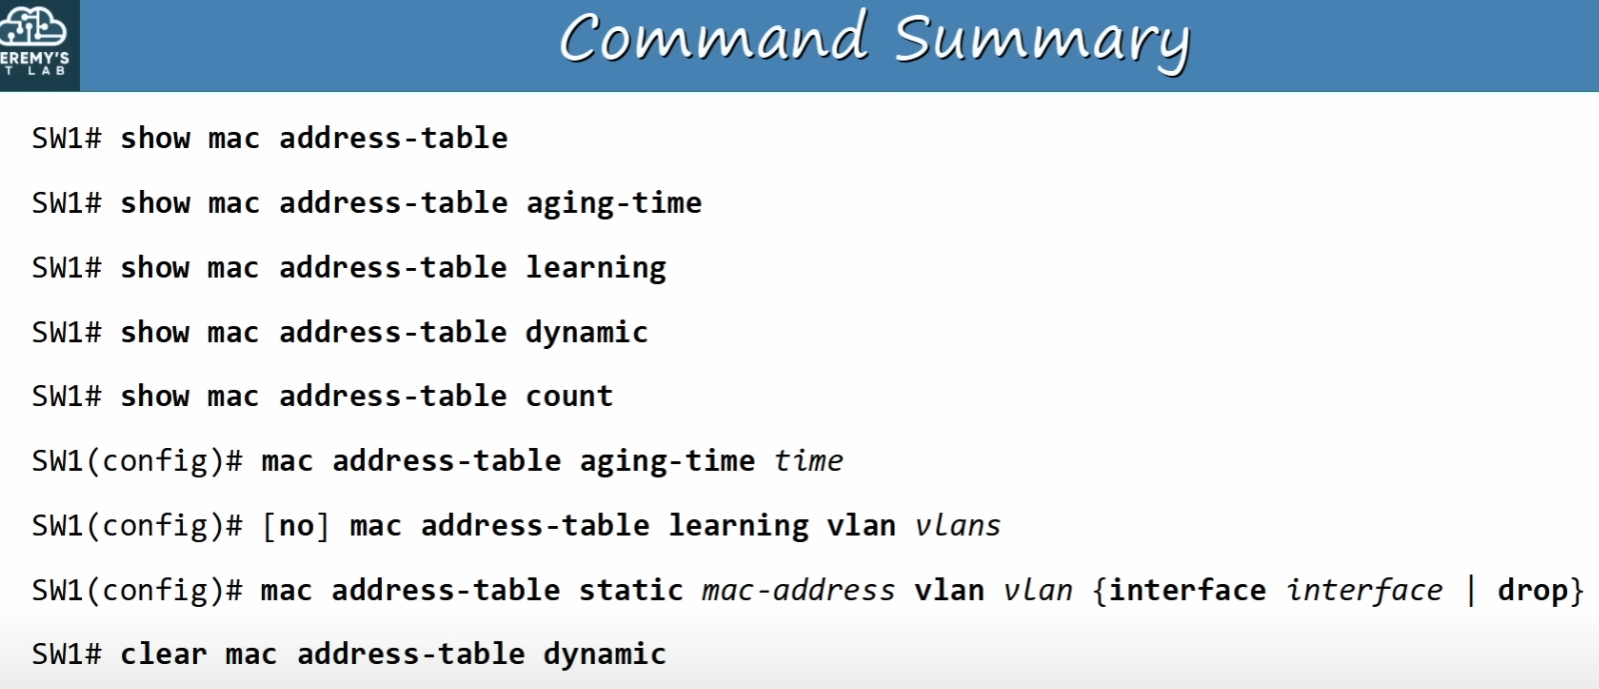 EREMY'S
T LAB
Command Summary
SW1# show mac address-table
SW1# show mac address-table aging-time
SW1# show mac address-table learning
SW1# show mac address-table dynamic
SW1# show mac address-table count
SW1(config)# mac address-table aging-time time
SW1(config)# [no] mac address-table learning vlan vlans
SW1(config)# mac address-table static mac-address vlan vlan {interface interface | drop}
SW1# clear mac address-table dynamic